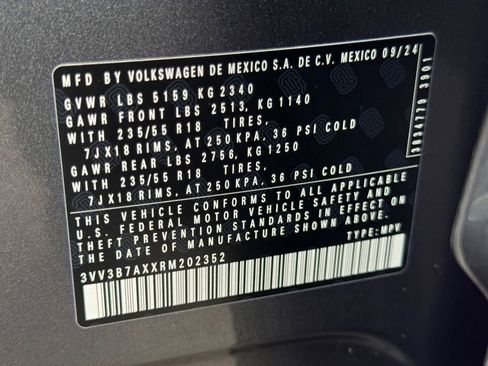 MFD BY VOLKSWAGEN DE MEXICO S.A. DE C.V. MEXICO 09/24
GVWR LBS 5159 KG 2340
GAWR FRONT LBS 2513, KG 1140
WITH 235/55 R18 TIRES,
7JX18 RIMS, AT 250 KPA, 36 PSI COLD
GAWR REAR LBS 2756, KG 1250
WITH 235/55 R18 TIRES,
7JX18 RIMS, AT 250 KPA, 36 PSI COLD
THIS VEHICLE CONFORMS TO ALL APPLICABLE
U.S. FEDERAL MOTOR VEHICLE SAFETY AND
THEFT PREVENTION STANDARDS IN EFFECT ON
THE DATE OF MANUFACTURE SHOWN ABOVE.
3VV3B7AXXRM202352
TYPE: MPV